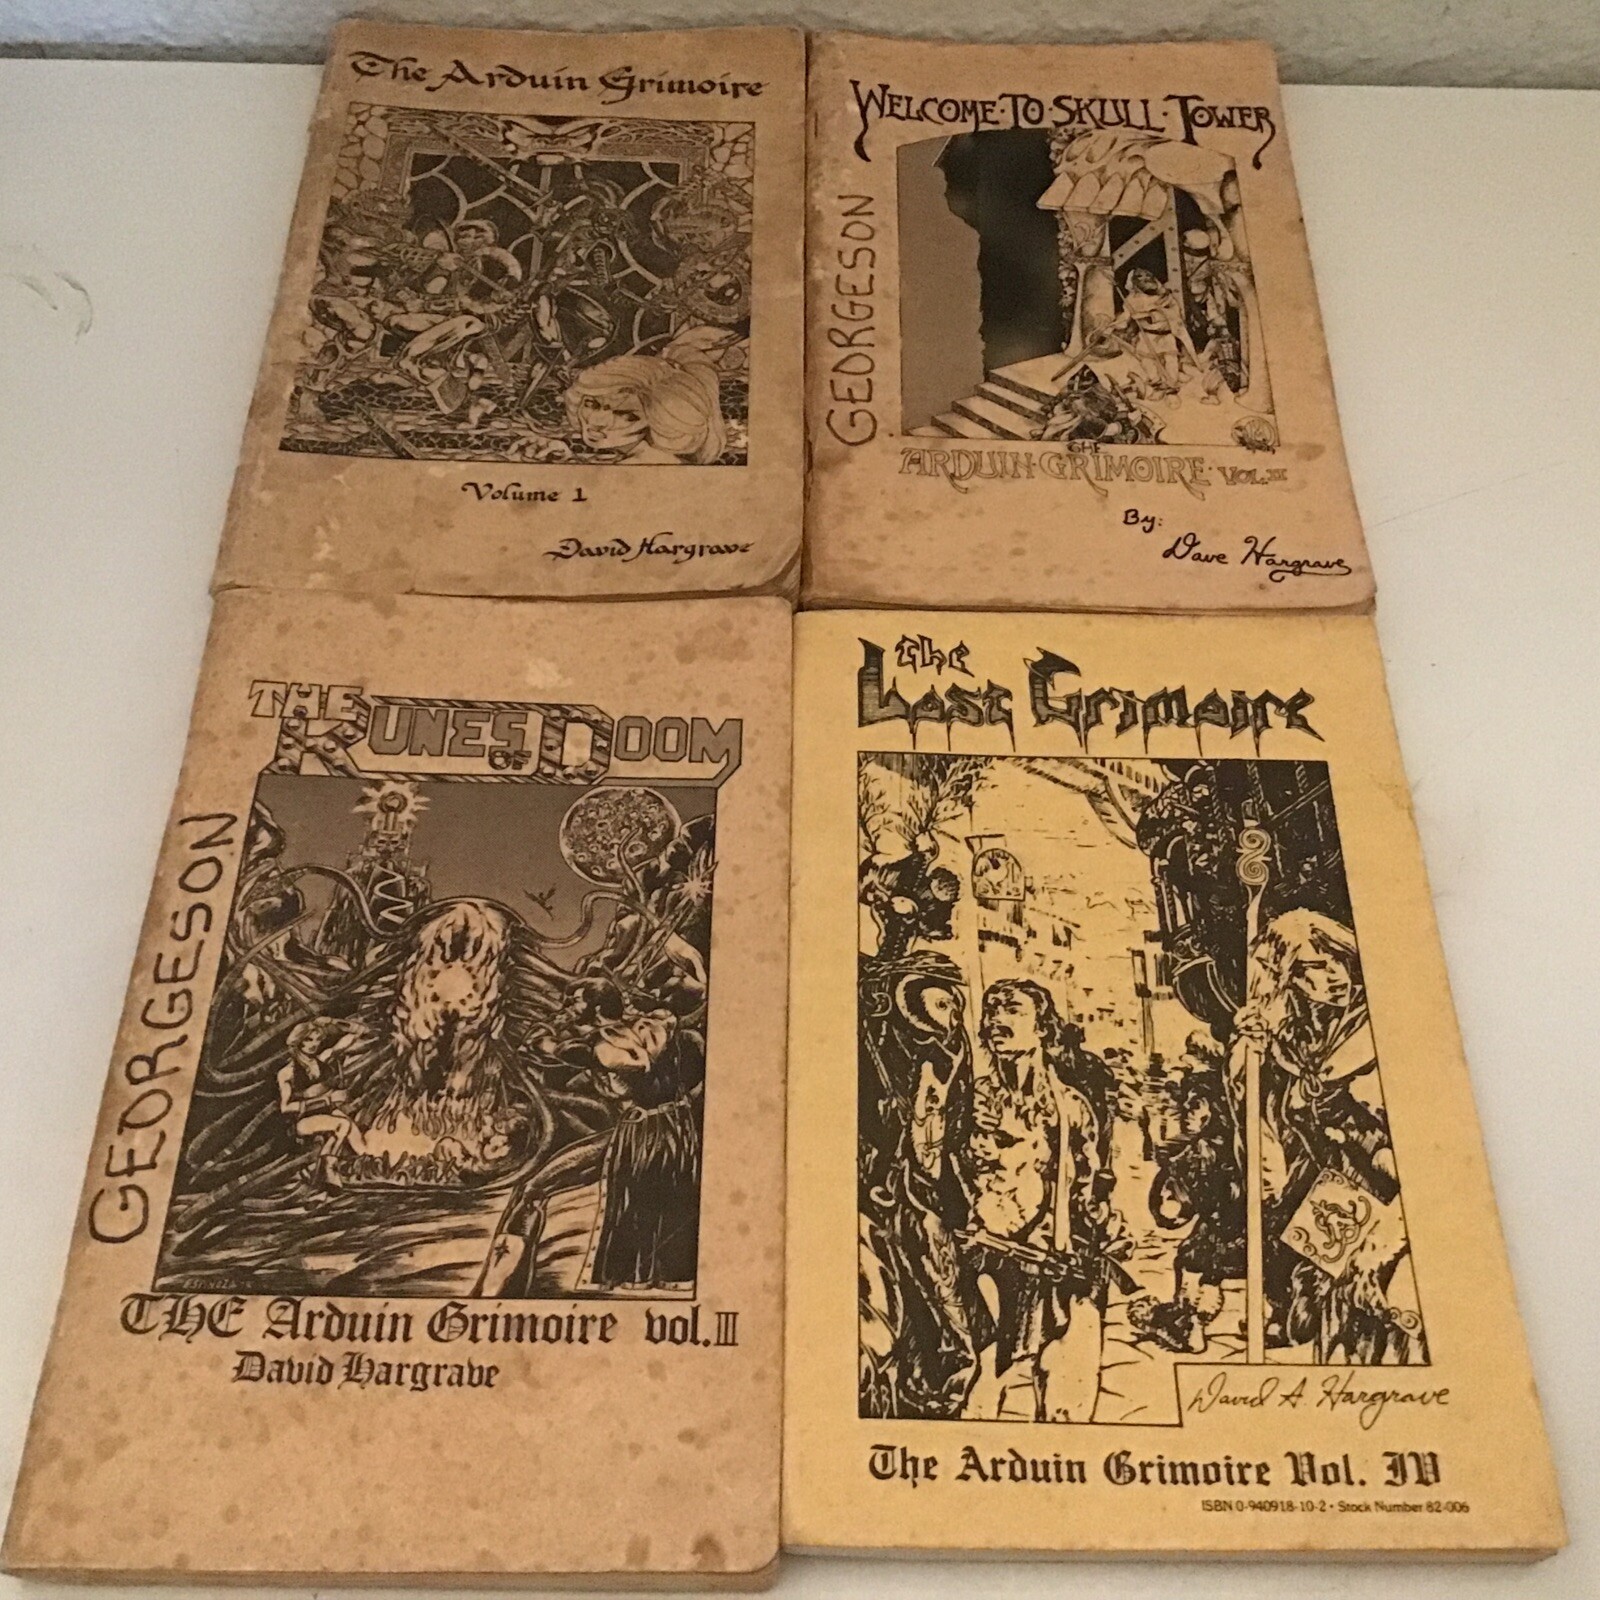 The Arduin Grimoire
Volume 1
David Hargrave
WELCOME·TO·SKULL·TOWER
GEORGESON
THE
ARDUIN·GRIMOIRE·VOL.II
By:
Dave Hargrave
THE
RUNES OF DOOM
GEORGESON
THE Arduin Grimoire vol.III
David Hargrave
the
Lost Grimoire
David A. Hargrave
The Arduin Grimoire Vol. IV
ISBN 0-940918-10-2 • Stock Number 82-006